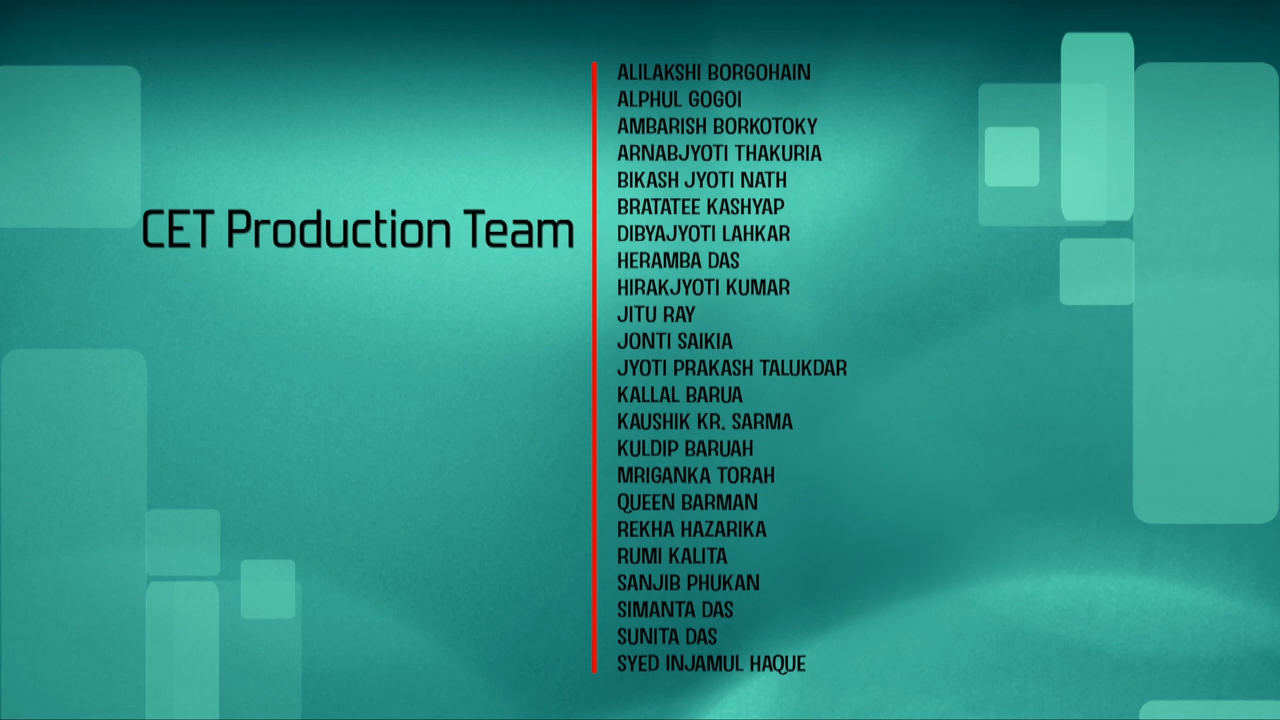 CET Production Team
ALILAKSHI BORGOHAIN
ALPHUL GOGOI
AMBARISH BORKOTOKY
ARNABJYOTI THAKURIA
BIKASH JYOTI NATH
BRATATEE KASHYAP
DIBYAJYOTI LAHKAR
HERAMBA DAS
HIRAKJYOTI KUMAR
JITU RAY
JONTI SAIKIA
JYOTI PRAKASH TALUKDAR
KALLAL BARUA
KAUSHIK KR. SARMA
KULDIP BARUAH
MRIGANKA TORAH
QUEEN BARMAN
REKHA HAZARIKA
RUMI KALITA
SANJIB PHUKAN
SIMANTA DAS
SUNITA DAS
SYED INJAMUL HAQUE